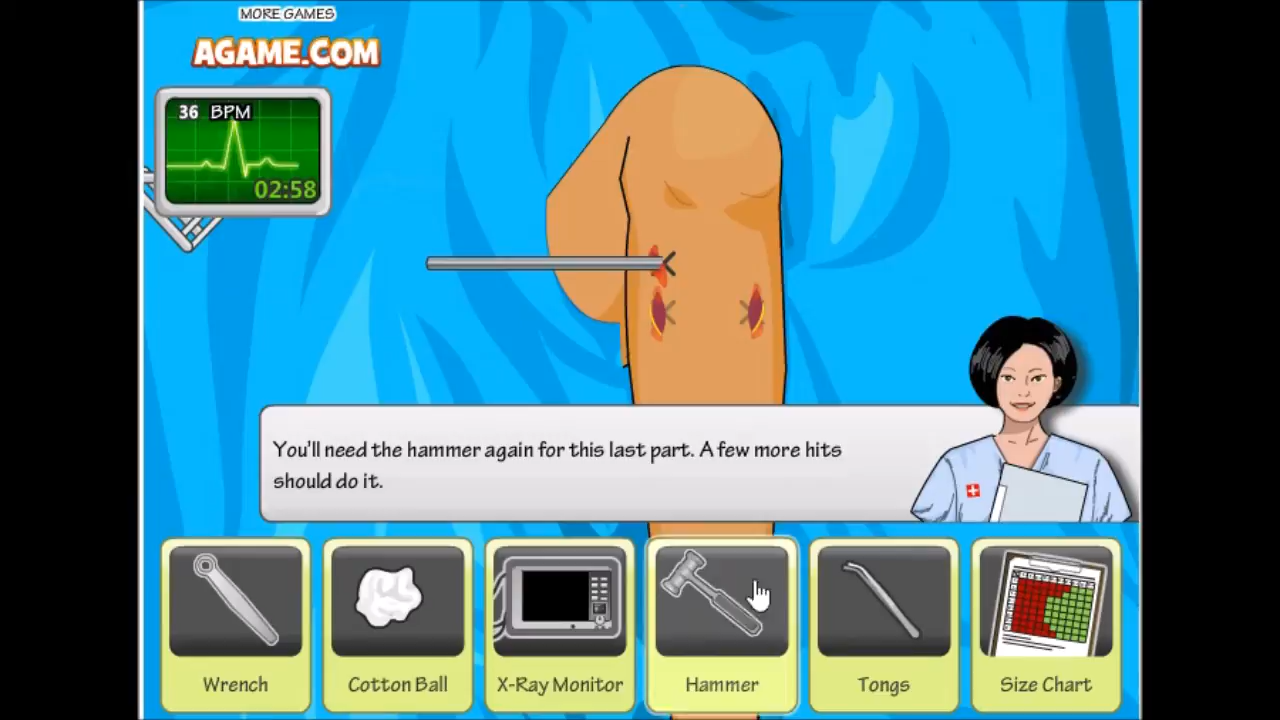 MORE GAMES
AGAME.COM
36 BPM
02:58
You'll need the hammer again for this last part. A few more hits
should do it.
Wrench
Cotton Ball
X-Ray Monitor
Hammer
Tongs
Size Chart